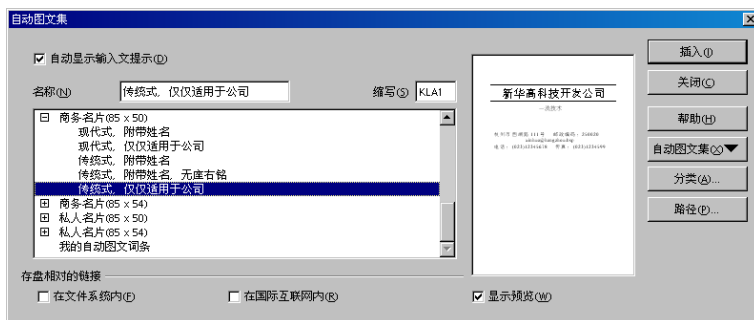 自动图文集
自动显示输入文提示(D)
名称(N) 传统式, 仅仅适用于公司 缩写(S) KLA1
商务名片(85 x 50)
现代式, 附带姓名
现代式, 仅仅适用于公司
传统式, 附带姓名
传统式, 附带姓名, 无座右铭
传统式, 仅仅适用于公司
商务名片(85 x 54)
私人名片(85 x 50)
私人名片(85 x 54)
我的自动图文词条
存盘相对的链接
在文件系统内(F)
在国际互联网内(R)
新华高科技开发公司
显示预览(W)
插入(I)
关闭(C)
帮助(H)
自动图文集(X)
分类(A)...
路径(P)...